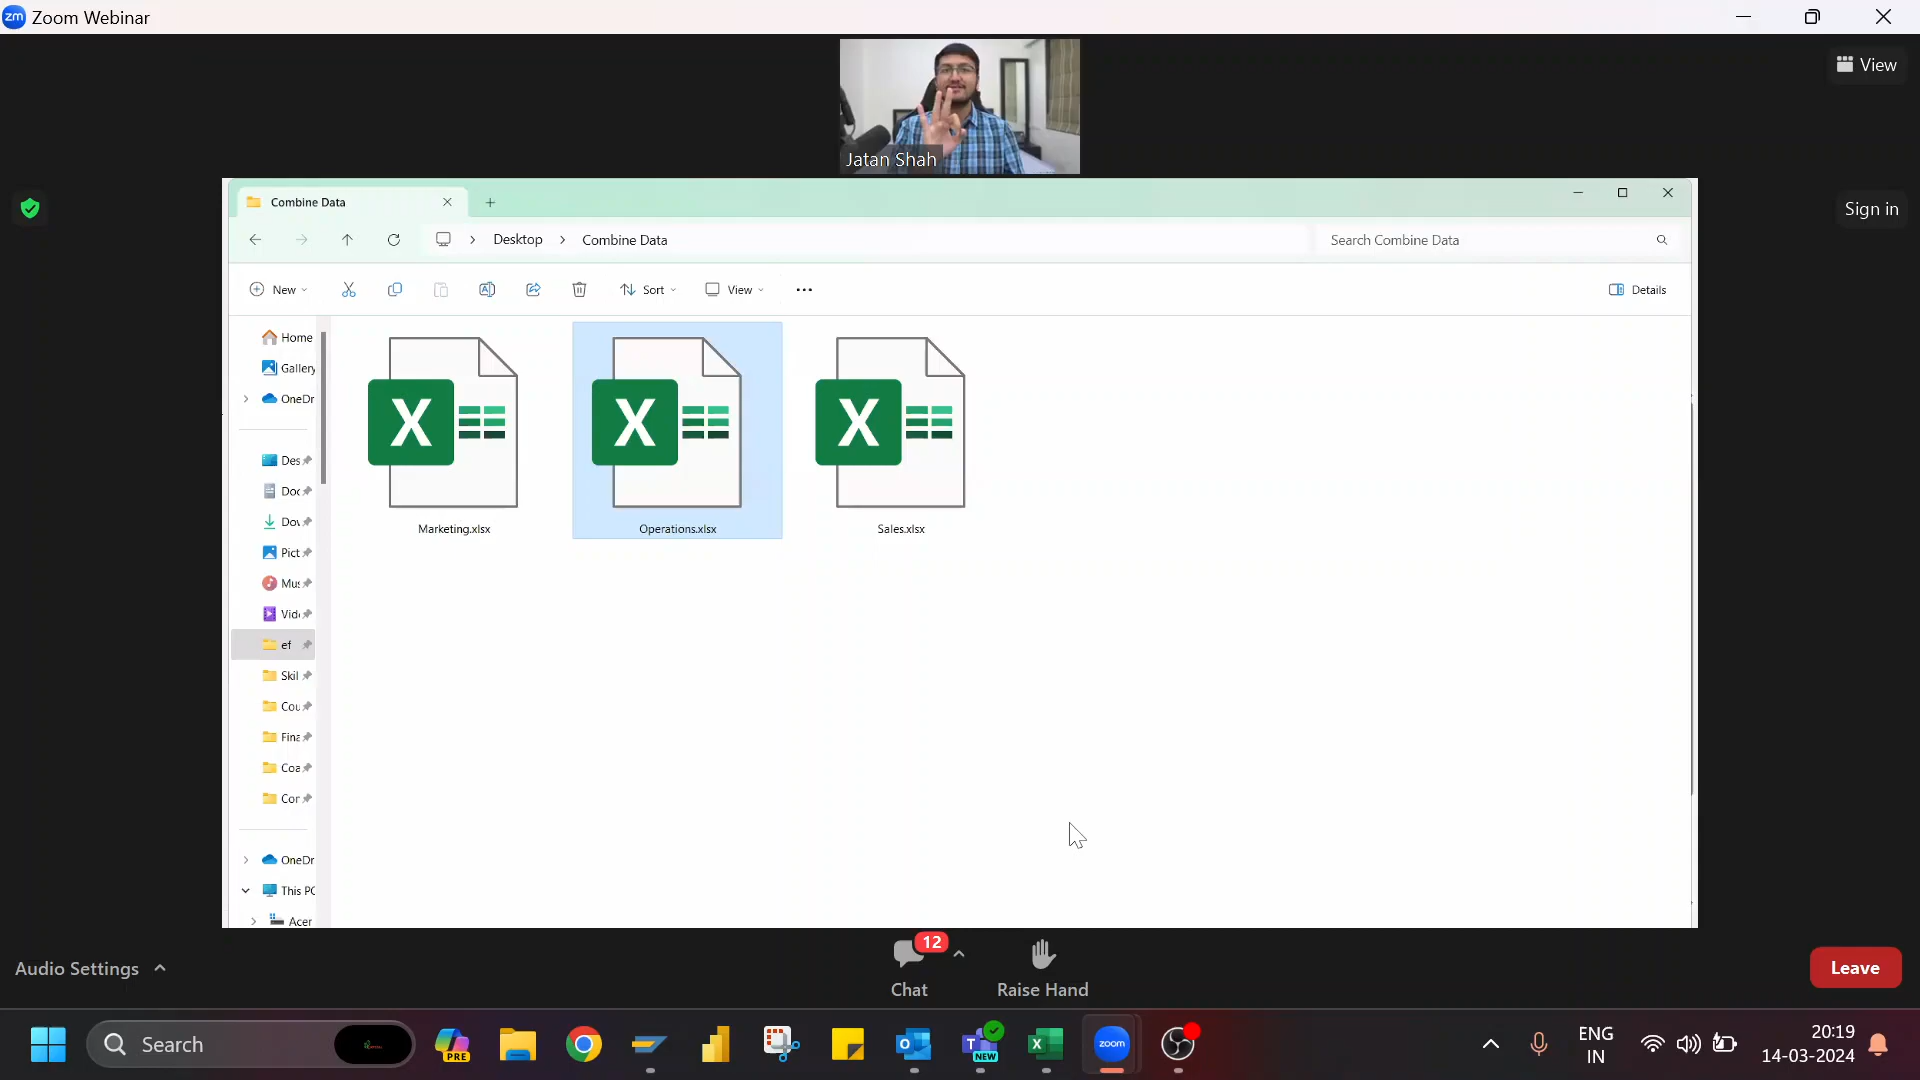 zm Zoom Webinar
View
Jatan Shah
Sign in
Combine Data
Desktop > Combine Data
Search Combine Data
New
Sort
View
Details
Home
Gallery
OneDr
Des
Doc
Dov
Pict
Mus
Vide
ef
Skil
Cou
Fina
Coa
Cor
OneDr
This PC
Acer
X
Marketing.xlsx
X
Operations.xlsx
X
Sales.xlsx
Audio Settings
12
Chat
Raise Hand
Leave
Search
PRE
T
NEW
zoom
ENG
IN
20:19
14-03-2024